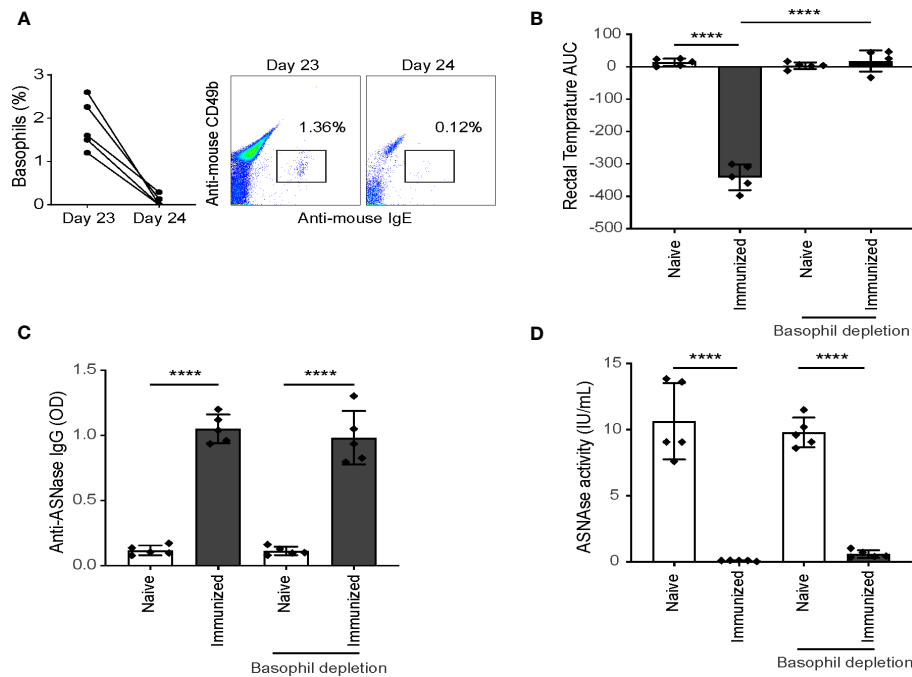 A
Basophils (%)
3
2
1
0
Day 23 Day 24
Day 23 Day 24
Anti-mouse CD49b
1.36% 0.12%
Anti-mouse IgE
B
****
****
Rectal Temprature AUC
100
0
-100
-200
-300
-400
-500
Naive
Immunized
Naive
Immunized
Basophil depletion
C
**** ****
Anti-ASNase IgG (OD)
1.5
1.0
0.5
0.0
Naive
Immunized
Naive
Immunized
Basophil depletion
D
**** ****
ASNAse activity (IU/mL)
15
10
5
0
Naive
Immunized
Naive
Immunized
Basophil depletion